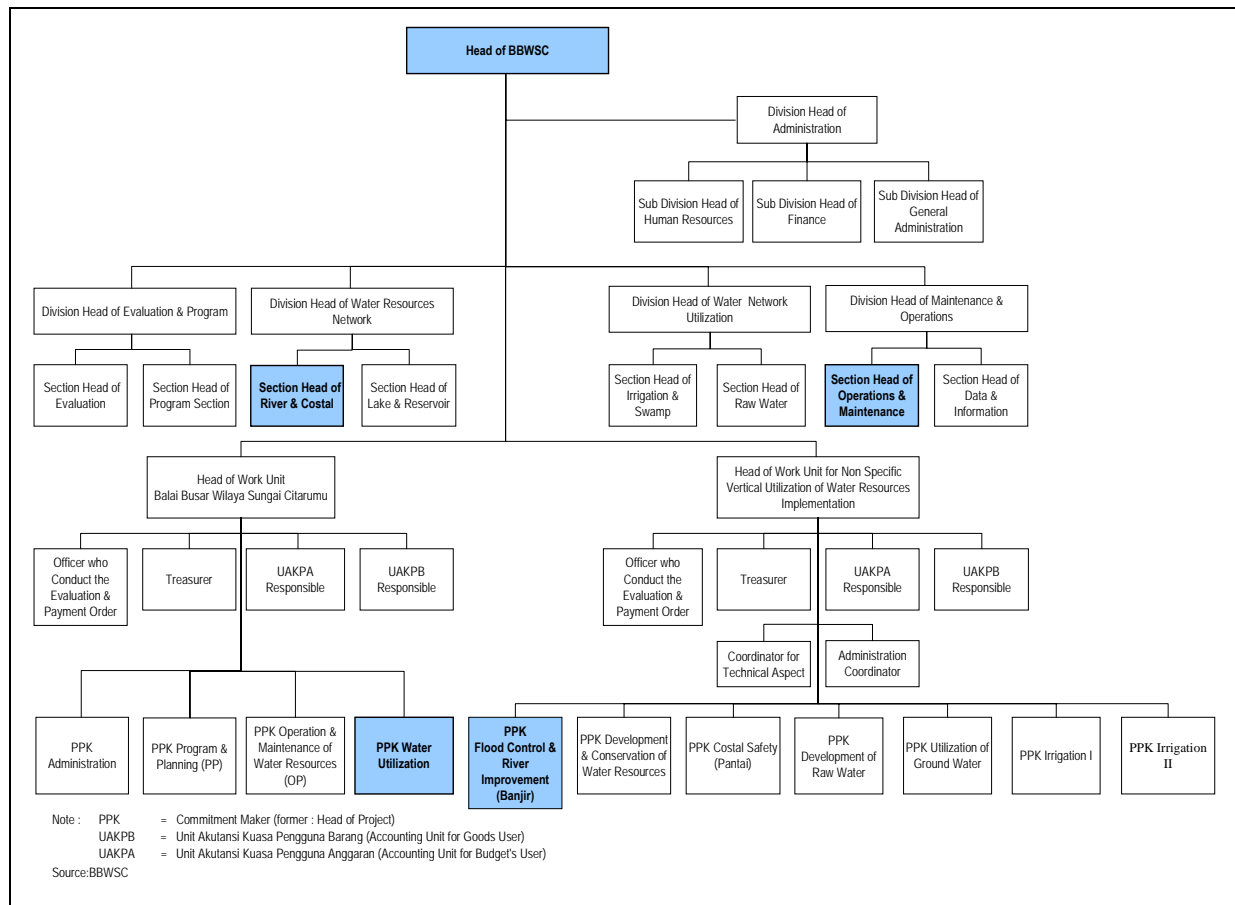 Head of BBWSC
Division Head of
Administration
Sub Division Head of
Human Resources
Sub Division Head of
Finance
Sub Division Head of
General
Administration
Division Head of Evaluation & Program
Division Head of Water Resources
Network
Division Head of Water Network
Utilization
Division Head of Maintenance &
Operations
Section Head of
Evaluation
Section Head of
Program Section
Section Head of
River & Costal
Section Head of
Lake & Reservoir
Section Head of
Irrigation &
Swamp
Section Head of
Raw Water
Section Head of
Operations &
Maintenance
Section Head of
Data &
Information
Head of Work Unit
Balai Busar Wilaya Sungai Citarumu
Head of Work Unit for Non Specific
Vertical Utilization of Water Resources
Implementation
Officer who
Conduct the
Evaluation &
Payment Order
Treasurer
UAKPA
Responsible
UAKPB
Responsible
Officer who
Conduct the
Evaluation &
Payment Order
Treasurer
UAKPA
Responsible
UAKPB
Responsible
Coordinator for
Technical Aspect
Administration
Coordinator
PPK
Administration
PPK Program &
Planning (PP)
PPK Operation &
Maintenance of
Water Resources
(OP)
PPK Water
Utilization
PPK
Flood Control &
River
Improvement
(Banjir)
PPK Development
& Conservation of
Water Resources
PPK Costal Safety
(Pantai)
PPK
Development of
Raw Water
PPK Utilization of
Ground Water
PPK Irrigation I
PPK Irrigation
II
Note : PPK = Commitment Maker (former : Head of Project)
UAKPB = Unit Akutansi Kuasa Pengguna Barang (Accounting Unit for Goods User)
UAKPA = Unit Akutansi Kuasa Pengguna Anggaran (Accounting Unit for Budget's User)
Source:BBWSC